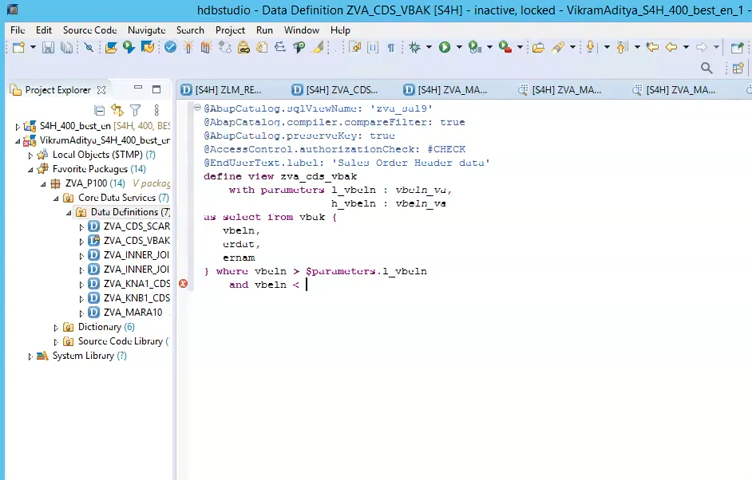 hdbstudio - Data Definition ZVA_CDS_VBAK [S4H] - inactive, locked - VikramAditya_S4H_400_best_en_1 -
File Edit Source Code Navigate Search Project Run Window Help
Project Explorer
[S4H] ZLM_RE... [S4H] ZVA_CDS... [S4H] ZVA_MA... [S4H] ZVA_MA... [S4H] ZVA_MA...
S4H_400_best_en [S4H, 400,
VikramAditya_S4H_400_best_en
Local Objects ($TMP) (?)
Favorite Packages (14)
ZVA_P100 (14) V packag
Core Data Services (7)
Data Definitions (7)
ZVA_CDS_SCAR
ZVA_CDS_VBAK
ZVA_INNER_JOI
ZVA_INNER_JOI
ZVA_KNA1_CDS
ZVA_KNB1_CDS
ZVA_MARA10
Dictionary (6)
Source Code Library (
System Library (?)
@AbapCatalog.sqlViewName: 'zva_sal9'
@AbapCatalog.compiler.compareFilter: true
@AbapCatalog.preserveKey: true
@AccessControl.authorizationCheck: #CHECK
@EndUserText.label: 'Sales Order Header data'
define view zva_cds_vbak
with parameters l_vbeln : vbeln_va,
h_vbeln : vbeln_va
as select from vbak {
vbeln,
erdat,
ernam
} where vbeln > $parameters.l_vbeln
and vbeln <